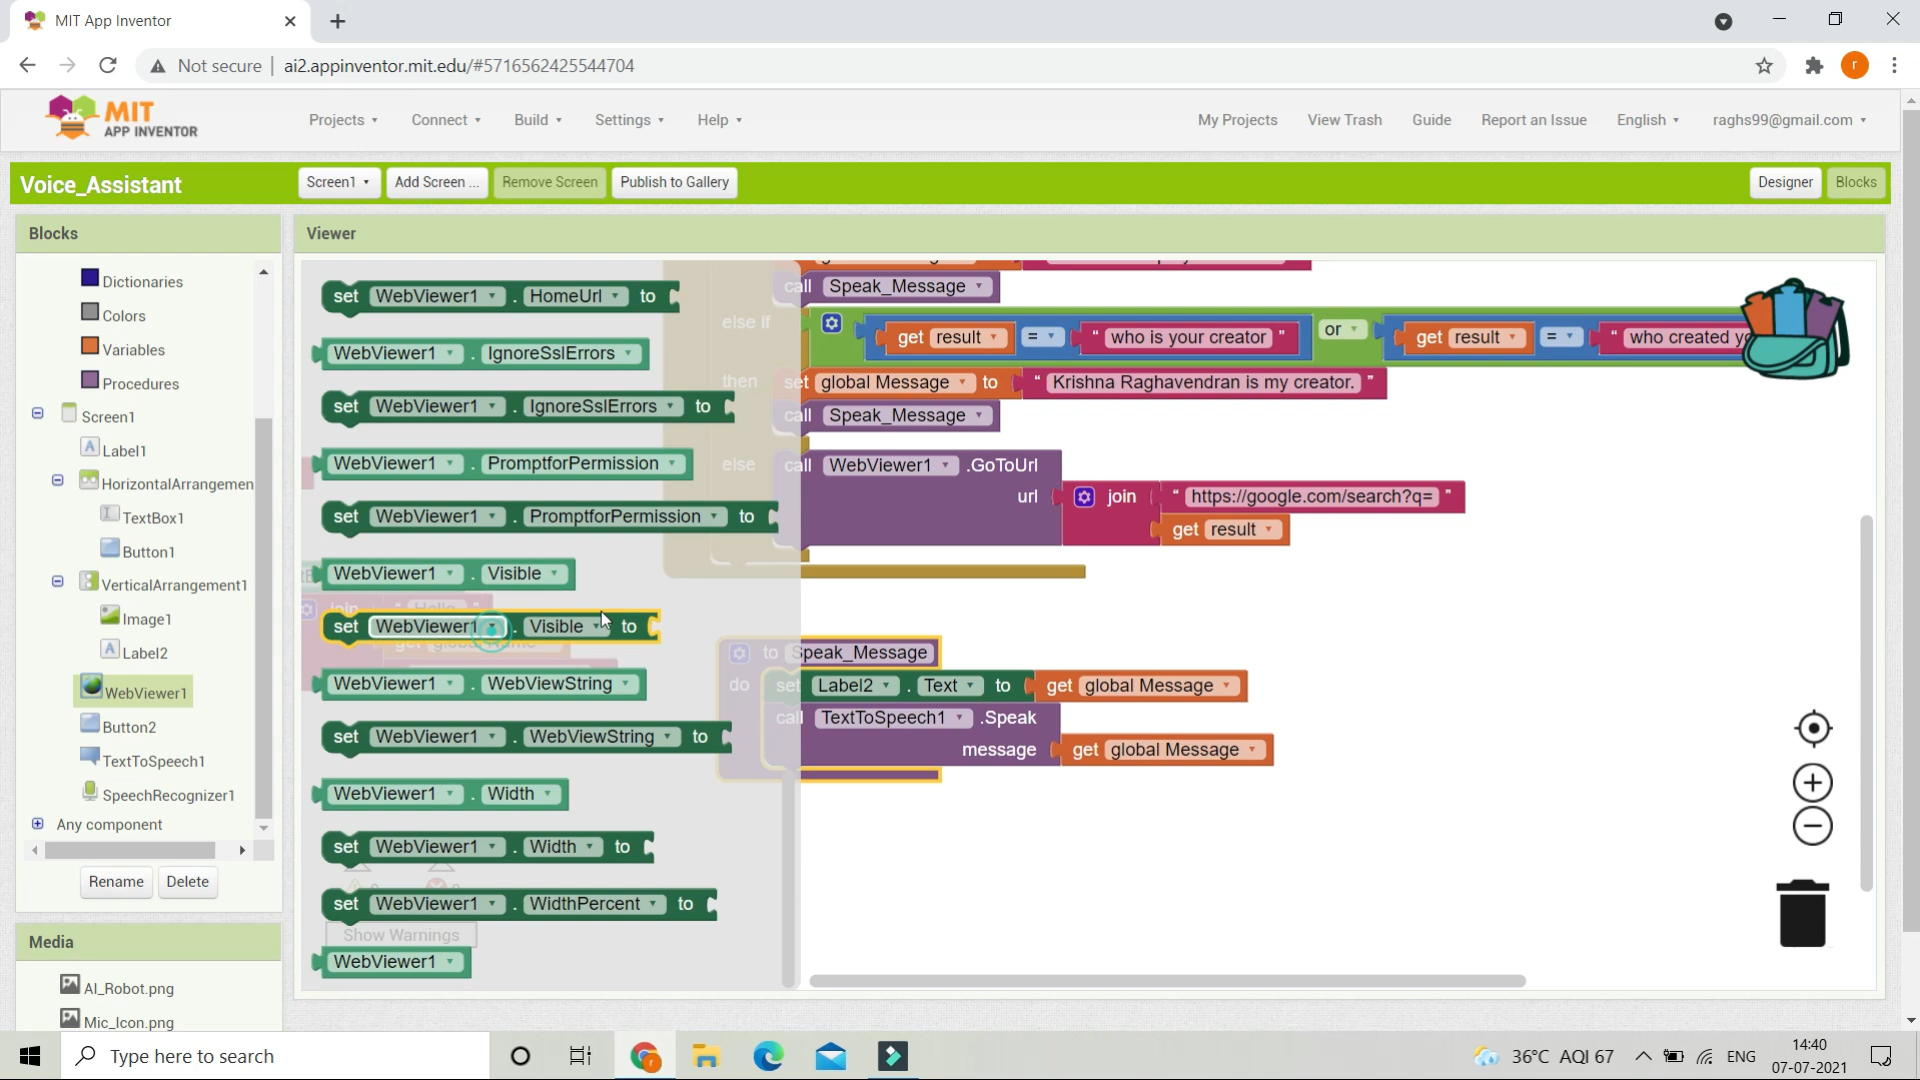 MIT App Inventor
Not secure
ai2.appinventor.mit.edu/#5716562425544704
MIT
APP INVENTOR
Projects
Connect
Build
Settings
Help
My Projects
View Trash
Guide
Report an Issue
English
raghs99@gmail.com
Voice_Assistant
Screen1
Add Screen ...
Remove Screen
Publish to Gallery
Designer
Blocks
Blocks
Dictionaries
Colors
Variables
Procedures
Screen1
Label1
HorizontalArrangemen
TextBox1
Button1
VerticalArrangement1
Image1
Label2
WebViewer1
Button2
TextToSpeech1
SpeechRecognizer1
Any component
Rename
Delete
Media
AI_Robot.png
Mic_Icon.png
Viewer
set WebViewer1 . HomeUrl to
WebViewer1 . IgnoreSslErrors
set WebViewer1 . IgnoreSslErrors to
WebViewer1 . PromptforPermission
set WebViewer1 . PromptforPermission to
WebViewer1 . Visible
set WebViewer1 . Visible to
WebViewer1 . WebViewString
set WebViewer1 . WebViewString to
WebViewer1 . Width
set WebViewer1 . Width to
set WebViewer1 . WidthPercent to
Show Warnings
WebViewer1
call Speak_Message
else if get result = " who is your creator " or get result = " who created yo
then set global Message to " Krishna Raghavendran is my creator. "
call Speak_Message
else call WebViewer1 .GoToUrl
url join " https://google.com/search?q= "
get result
join " Hello
get global Name
to Speak_Message
do set Label2 . Text to get global Message
call TextToSpeech1 .Speak
message get global Message
Type here to search
36°C AQI 67
ENG
14:40
07-07-2021
r